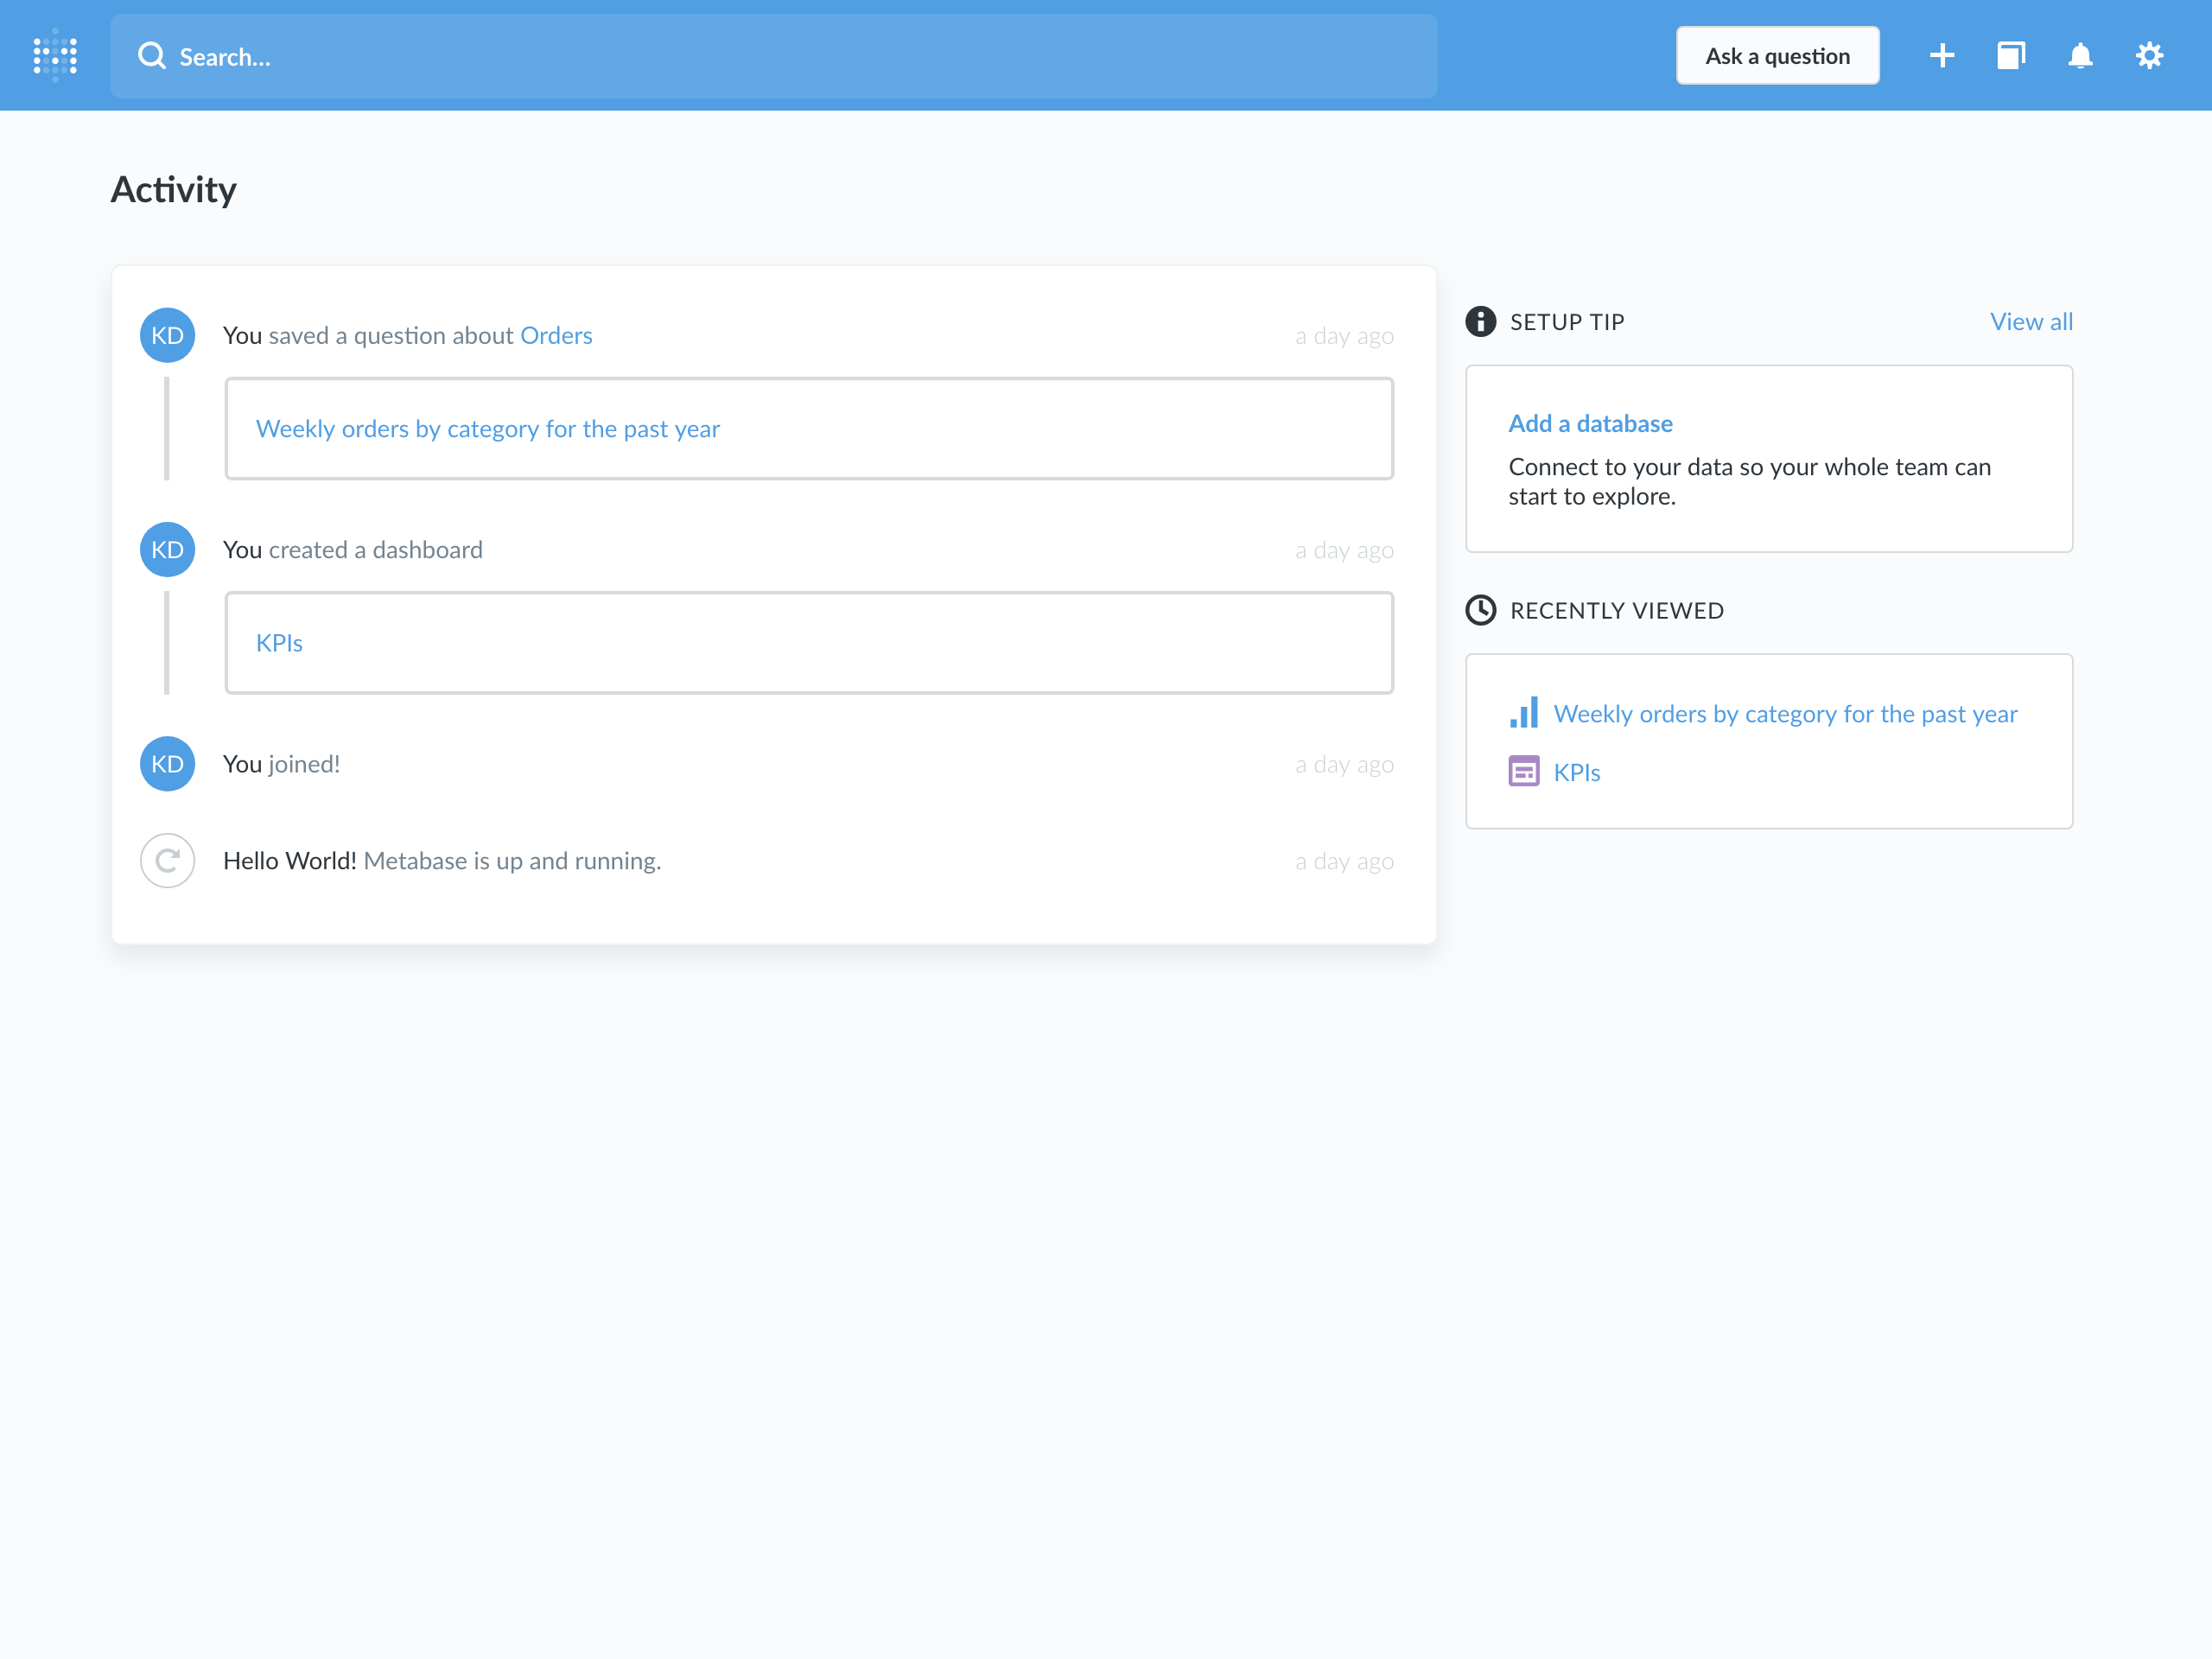 Search...
Ask a question
Activity
KD
You saved a question about Orders
a day ago
Weekly orders by category for the past year
KD
You created a dashboard
a day ago
KPIs
KD
You joined!
a day ago
Hello World! Metabase is up and running.
a day ago
SETUP TIP
View all
Add a database
Connect to your data so your whole team can
start to explore.
RECENTLY VIEWED
Weekly orders by category for the past year
KPIs